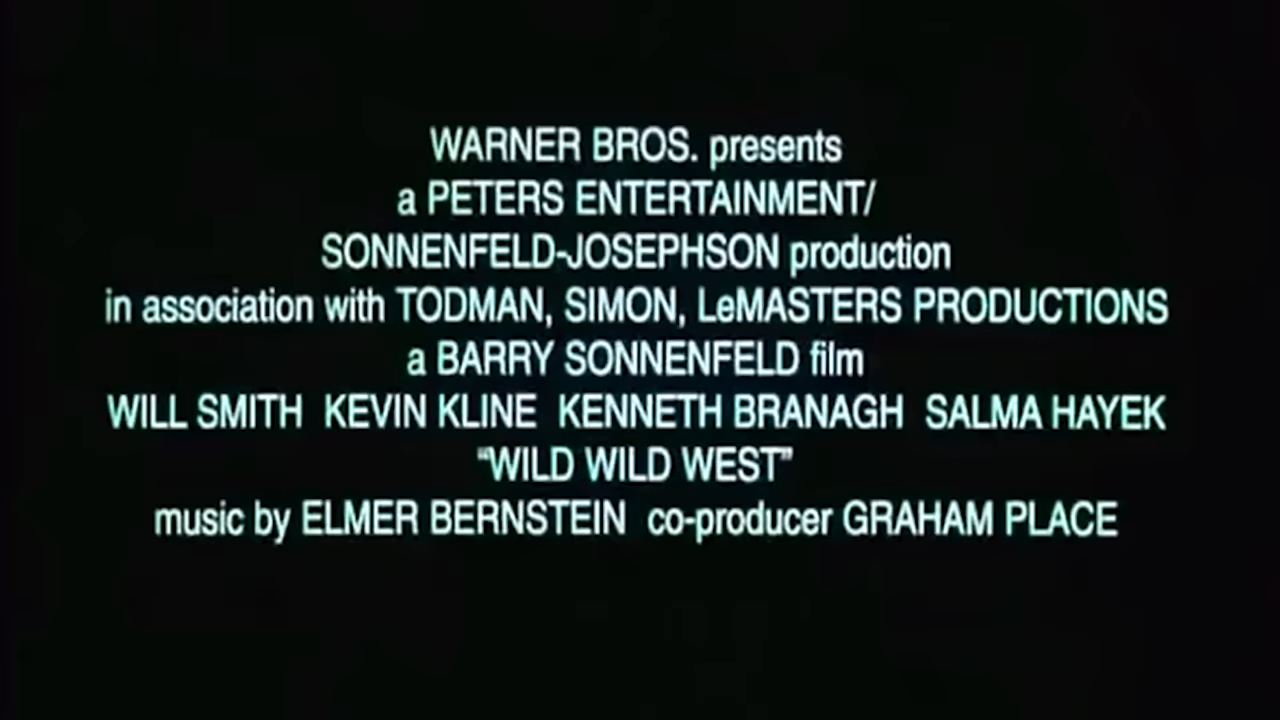 WARNER BROS. presents
a PETERS ENTERTAINMENT/
SONNENFELD-JOSEPHSON production
in association with TODMAN, SIMON, LeMASTERS PRODUCTIONS
a BARRY SONNENFELD film
WILL SMITH  KEVIN KLINE  KENNETH BRANAGH  SALMA HAYEK
“WILD WILD WEST”
music by ELMER BERNSTEIN  co-producer GRAHAM PLACE